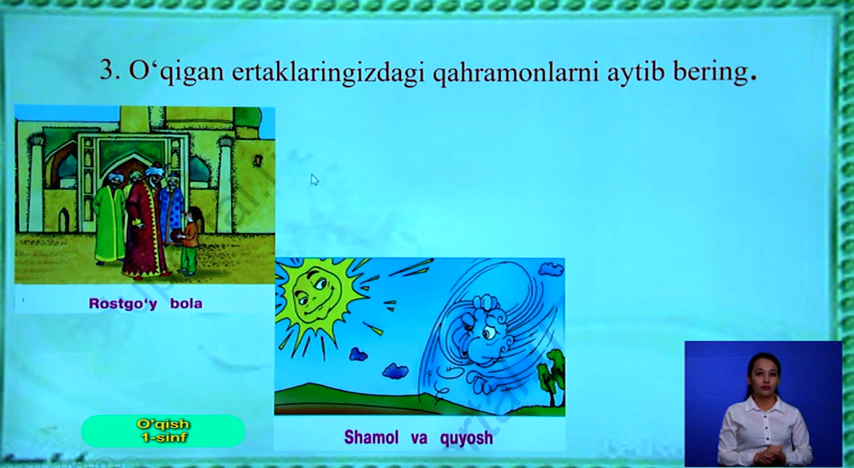 3. O‘qigan ertaklaringizdagi qahramonlarni aytib bering.
Rostgo‘y bola
Shamol va quyosh
O‘qish
1-sinf